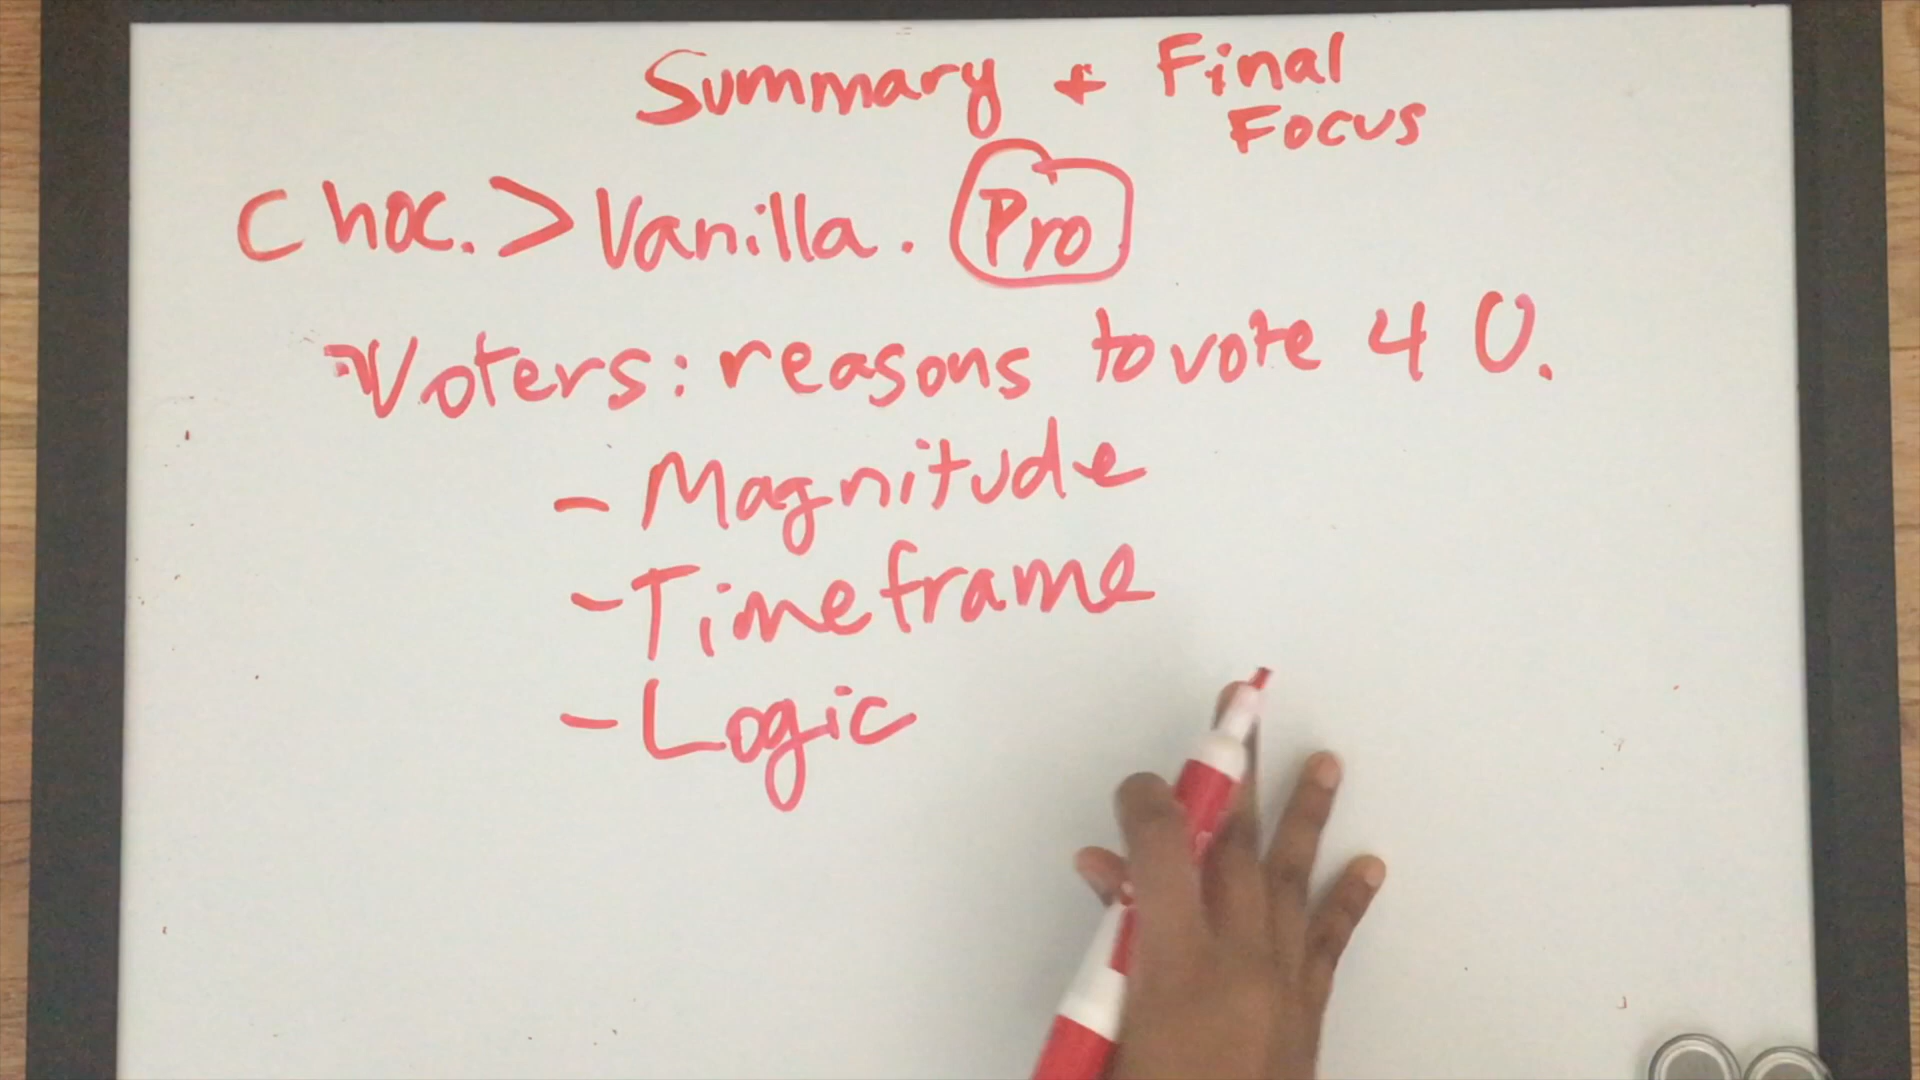 Summary + Final
Focus
Choc. > Vanilla. Pro
Voters: reasons to vote 4 U.
- Magnitude
- Timeframe
- Logic